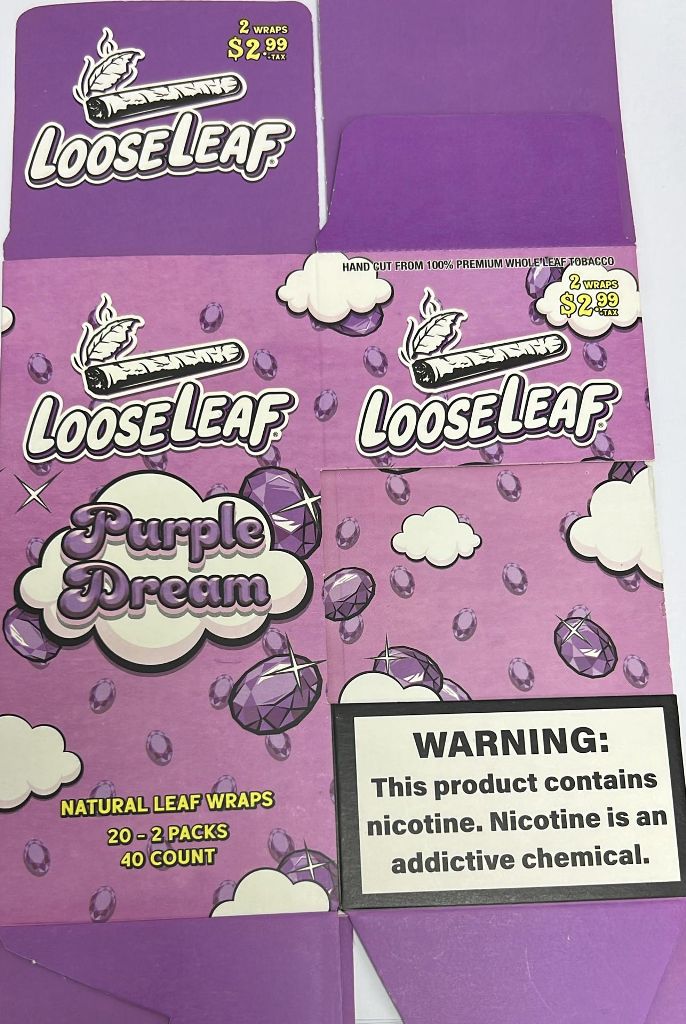 2 WRAPS
$2.99
+TAX
LOOSELEAF®
HAND CUT FROM 100% PREMIUM WHOLE LEAF TOBACCO
2 WRAPS
$2.99
+TAX
LOOSELEAF®
LOOSELEAF®
Purple
Dream
NATURAL LEAF WRAPS
20 - 2 PACKS
40 COUNT
WARNING:
This product contains
nicotine. Nicotine is an
addictive chemical.